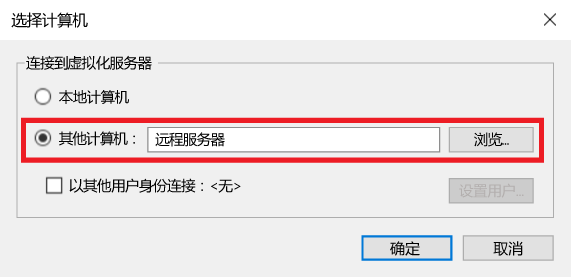 选择计算机
连接到虚拟化服务器
本地计算机
其他计算机： 远程服务器 浏览...
以其他用户身份连接：<无>
设置用户...
确定 取消